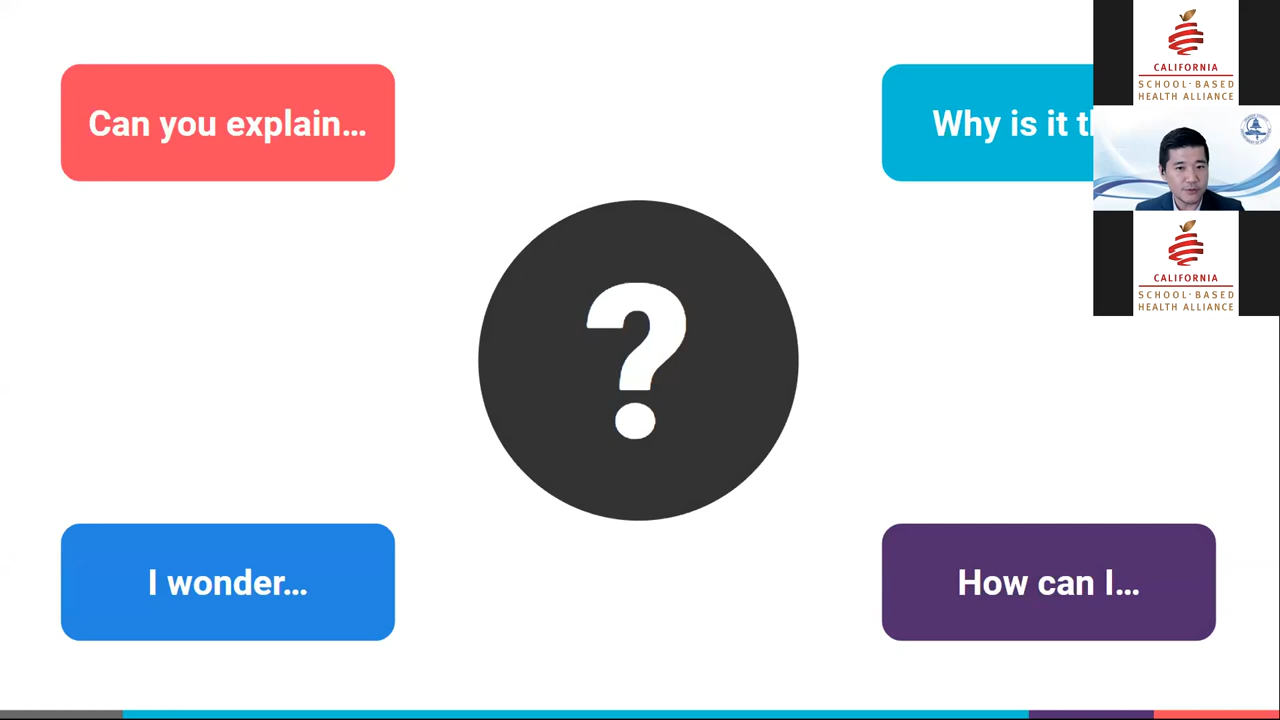 Can you explain…
Why is it
?
I wonder…
How can I…
CALIFORNIA
SCHOOL-BASED
HEALTH ALLIANCE
CALIFORNIA
SCHOOL-BASED
HEALTH ALLIANCE